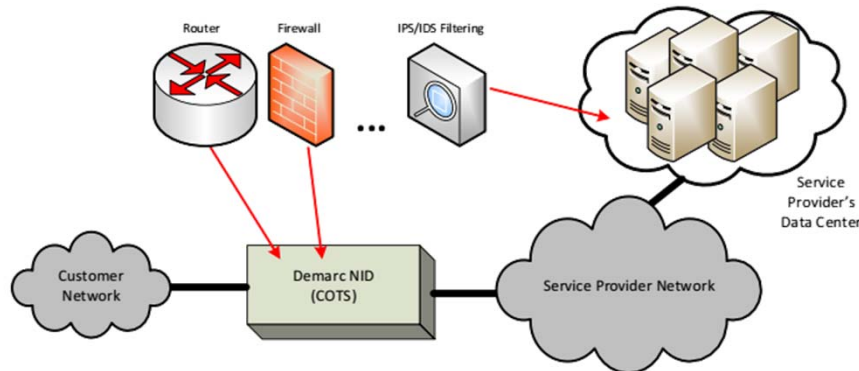 Router
Firewall
IPS/IDS Filtering
...
Service
Provider's
Data Center
Customer
Network
Demarc NID
(COTS)
Service Provider Network